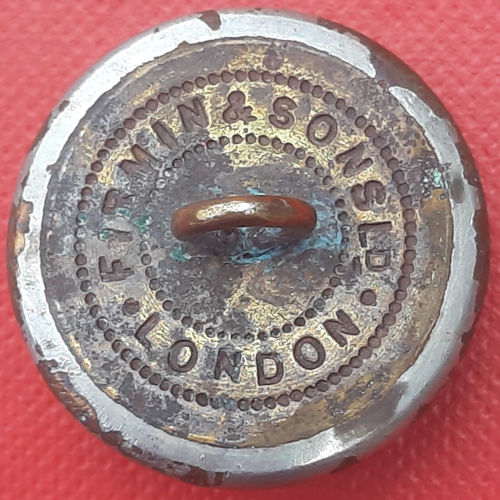 FIRMIN & SONS LD
• LONDON •